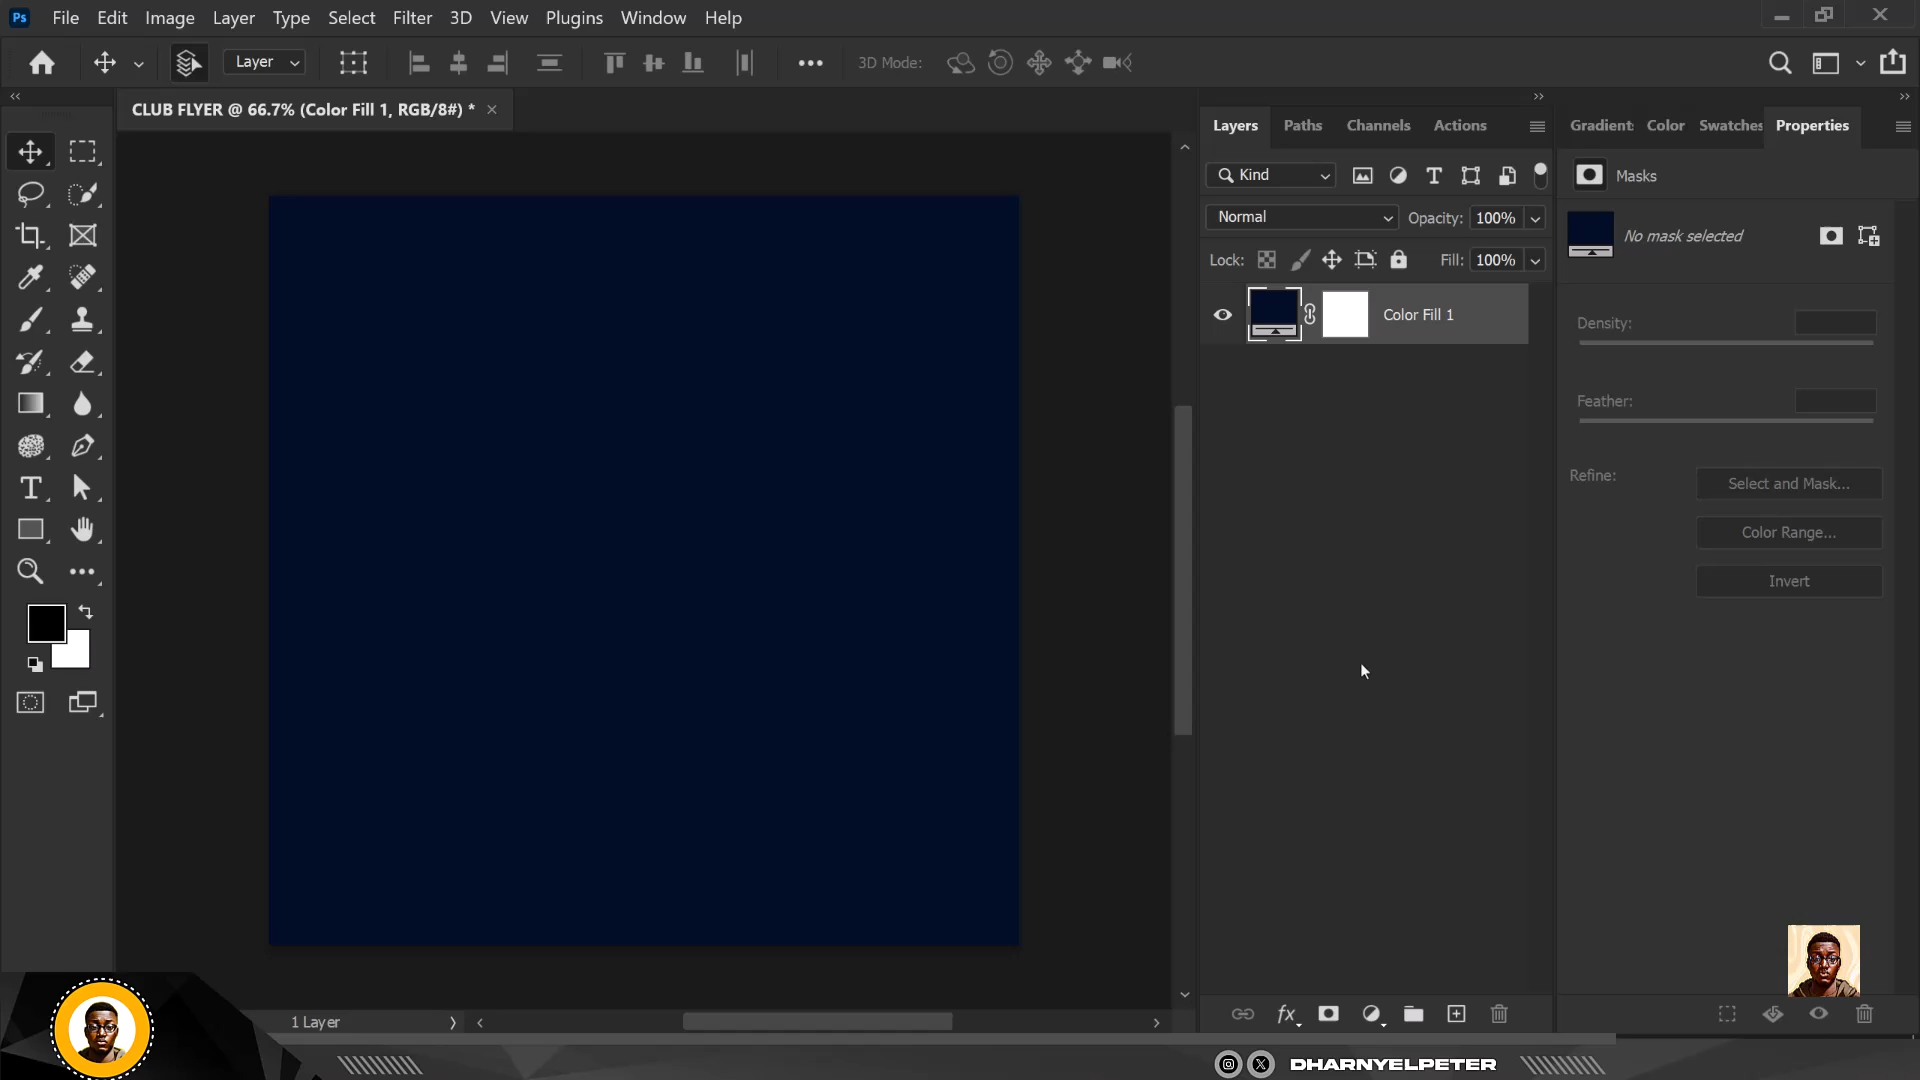 Ps File Edit Image Layer Type Select Filter 3D View Plugins Window Help
Layer 3D Mode:
CLUB FLYER @ 66.7% (Color Fill 1, RGB/8#) *
Layers Paths Channels Actions
Gradient Color Swatches Properties
Kind
Masks
Normal Opacity: 100%
No mask selected
Lock: Fill: 100%
Color Fill 1
Density:
Feather:
Refine: Select and Mask...
Color Range...
Invert
T
fx
1 Layer
DHARNYELPETER